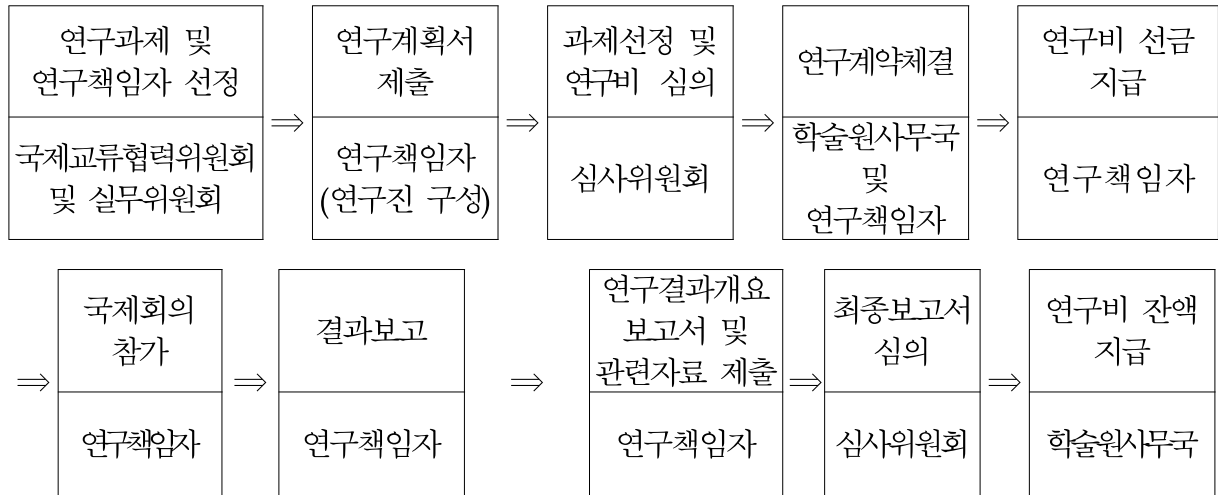 연구과제 및
연구책임자 선정
국제교류협력위원회
및 실무위원회
⇒
연구계획서
제출
연구책임자
(연구진 구성)
⇒
과제선정 및
연구비 심의
심사위원회
⇒
연구계약체결
학술원사무국
및
연구책임자
⇒
연구비 선금
지급
연구책임자
⇒
국제회의
참가
연구책임자
⇒
결과보고
연구책임자
⇒
연구결과개요
보고서 및
관련자료 제출
연구책임자
⇒
최종보고서
심의
심사위원회
⇒
연구비 잔액
지급
학술원사무국